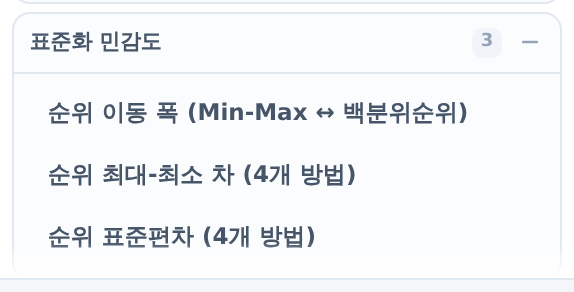 표준화 민감도
3
순위 이동 폭 (Min-Max ↔ 백분위순위)
순위 최대-최소 차 (4개 방법)
순위 표준편차 (4개 방법)